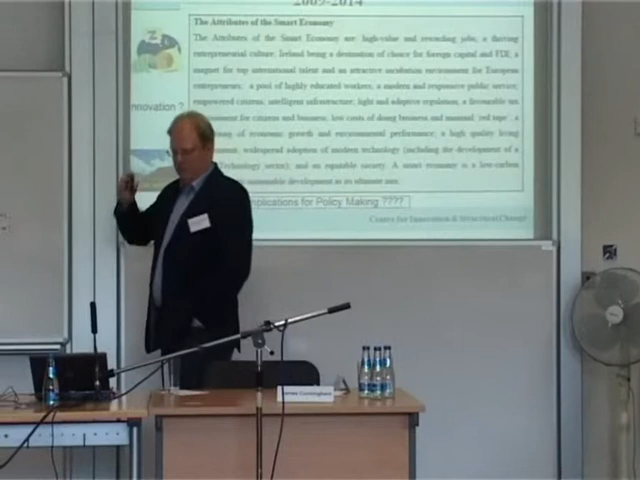 2009-2014
The Attributes of the Smart Economy
The Attributes of the Smart Economy are: high-value and rewarding jobs; a thriving
entrepreneurial culture; Ireland being a destination of choice for foreign capital and FDI; a
magnet for top international talent and an attractive incubation environment for European
entrepreneurs; a pool of highly educated workers; a modern and responsive public service;
empowered citizens; intelligent infrastructure; light and adaptive regulation; a favourable tax
nnovation ?
for citizens and business; low costs of doing business and minimal 'red tape'; a
of economic growth and environmental performance; a high quality living
widespread adoption of modern technology (including the development of a
Technology sector); and an equitable society. A smart economy is a low-carbon
sustainable development as its ultimate aim.
mplications for Policy Making ????
Centre for Innovation & Structural Change
James Cunningham